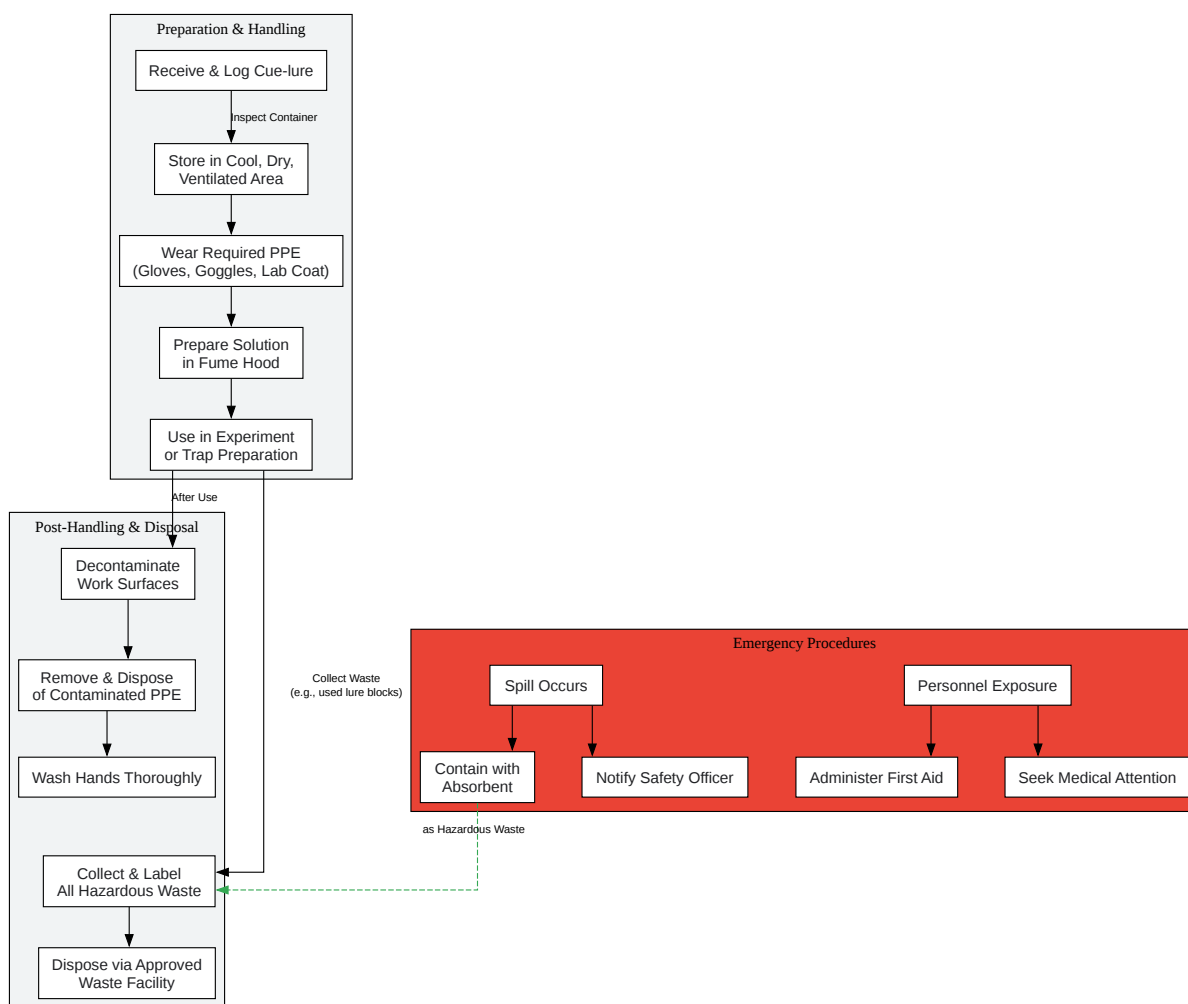 Preparation & Handling
Receive & Log Cue-lure
Inspect Container
Store in Cool, Dry,
Ventilated Area
Wear Required PPE
(Gloves, Goggles, Lab Coat)
Prepare Solution
in Fume Hood
Use in Experiment
or Trap Preparation
After Use
Post-Handling & Disposal
Decontaminate
Work Surfaces
Remove & Dispose
of Contaminated PPE
Wash Hands Thoroughly
Collect & Label
All Hazardous Waste
Dispose via Approved
Waste Facility
Collect Waste
(e.g., used lure blocks)
Emergency Procedures
Spill Occurs
Personnel Exposure
Contain with
Absorbent
Notify Safety Officer
Administer First Aid
Seek Medical Attention
as Hazardous Waste